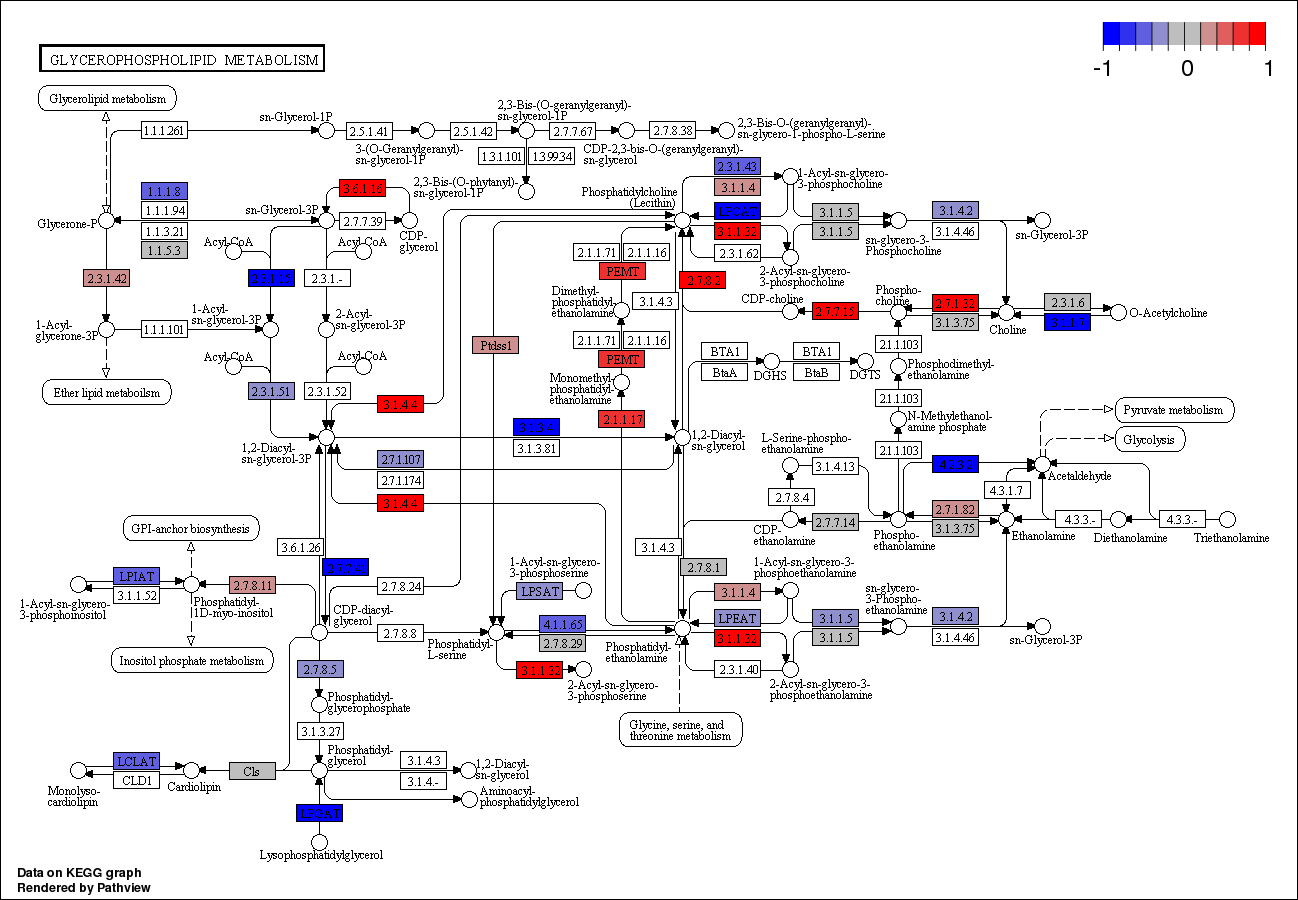 -1
0
1
GLYCEROPHOSPHOLIPID METABOLISM
Glycerolipid metabolism
1.1.1.261
sn-Glycerol-1P
2.5.1.41
3-(O-Geranylgeranyl)-
sn-glycerol-1P
2.5.1.42
2,3-Bis-(O-geranylgeranyl)-
sn-glycerol-1P
2.7.7.67
CDP-2,3-bis-O-(geranylgeranyl)-
sn-glycerol
2.7.8.38
2,3-Bis-O-(geranylgeranyl)-
sn-glycero-1-phospho-L-serine
1.3.1.101
1.3.99.34
2,3-Bis-(O-phytanyl)-
sn-glycerol-1P
1.1.1.8
1.1.1.94
1.1.3.21
1.1.5.3
Glycerone-P
sn-Glycerol-3P
3.6.1.16
2.7.7.39
CDP-
glycerol
Acyl-CoA
Acyl-CoA
2.3.1.42
2.3.1.15
2.3.1.-
1-Acyl-
glycerone-3P
1.1.1.101
1-Acyl-
sn-glycerol-3P
2-Acyl-
sn-glycerol-3P
Acyl-CoA
Acyl-CoA
Ether lipid metaboilsm
2.3.1.51
2.3.1.52
3.1.4.4
1,2-Diacyl-
sn-glycerol-3P
Phosphatidylcholine
(Lecithin)
2.3.1.43
3.1.1.4
LPCAT
3.1.1.32
2.3.1.62
1-Acyl-sn-glycero-
3-phosphocholine
2-Acyl-sn-glycero-
3-phosphocholine
3.1.1.5
3.1.1.5
sn-glycero-3-
Phosphocholine
3.1.4.2
3.1.4.46
sn-Glycerol-3P
2.1.1.71
2.1.1.16
PEMT
2.7.8.2
Dimethyl-
phosphatidyl-
ethanolamine
3.1.4.3
CDP-choline
2.7.7.15
Phospho-
choline
2.7.1.32
3.1.3.75
Choline
2.3.1.6
3.1.1.7
O-Acetylcholine
Ptdss1
2.1.1.71
2.1.1.16
PEMT
Monomethyl-
phosphatidyl-
ethanolamine
2.1.1.17
BTA1
BtaA
DGHS
BTA1
BtaB
DGTS
2.1.1.103
Phosphodimethyl-
ethanolamine
2.1.1.103
N-Methylethanol-
amine phosphate
2.1.1.103
Pyruvate metabolism
Glycolysis
3.1.3.4
3.1.3.81
1,2-Diacyl-
sn-glycerol
2.7.1.107
2.7.1.174
3.1.4.4
L-Serine-phospho-
ethanolamine
3.1.4.13
2.7.8.4
4.2.3.2
Acetaldehyde
4.3.1.7
CDP-
ethanolamine
2.7.7.14
Phospho-
ethanolamine
2.7.1.82
3.1.3.75
Ethanolamine
4.3.3.-
Diethanolamine
4.3.3.-
Triethanolamine
GPI-anchor biosynthesis
3.6.1.26
2.7.7.41
3.1.4.3
2.7.8.1
LPIAT
3.1.1.52
1-Acyl-sn-glycero-
3-phosphoinositol
2.7.8.11
Phosphatidyl-
1D-myo-inositol
2.7.8.24
CDP-diacyl-
glycerol
2.7.8.8
1-Acyl-sn-glycero-
3-phosphoserine
LPSAT
Phosphatidyl-
L-serine
4.1.1.65
2.7.8.29
3.1.1.32
2-Acyl-sn-glycero-
3-phosphoserine
Phosphatidyl-
ethanolamine
1-Acyl-sn-glycero-3-
phosphoethanolamine
3.1.1.4
LPEAT
3.1.1.32
2.3.1.40
2-Acyl-sn-glycero-3-
phosphoethanolamine
3.1.1.5
3.1.1.5
sn-glycero-
3-Phospho-
ethanolamine
3.1.4.2
3.1.4.46
sn-Glycerol-3P
Inositol phosphate metabolism
2.7.8.5
Phosphatidyl-
glycerophosphate
3.1.3.27
Glycine, serine, and
threonine metabolism
Phosphatidyl-
glycerol
3.1.4.3
3.1.4.-
1,2-Diacyl-
sn-glycerol
Aminoacyl-
phosphatidylglycerol
LCLAT
CLD1
Monolyso-
cardiolipin
Cardiolipin
Cls
LPGAT
Lysophosphatidylglycerol
Data on KEGG graph
Rendered by Pathview